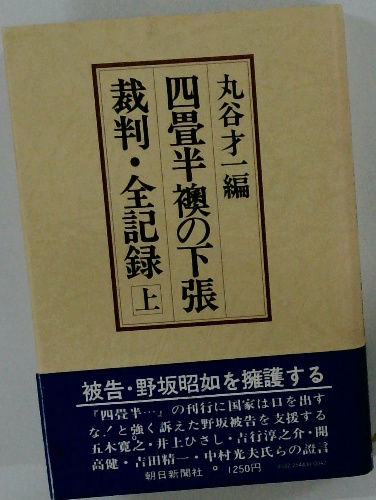 丸谷才一編
四畳半襖の下張
裁判・全記録 上
被告・野坂昭如を擁護する
『四畳半…』の刊行に国家は口を出す
な！と強く訴えた野坂被告を支援する
五木寛之・井上ひさし・吉行淳之介・開
高健・吉田精一・中村光夫氏らの證言
朝日新聞社 1250円